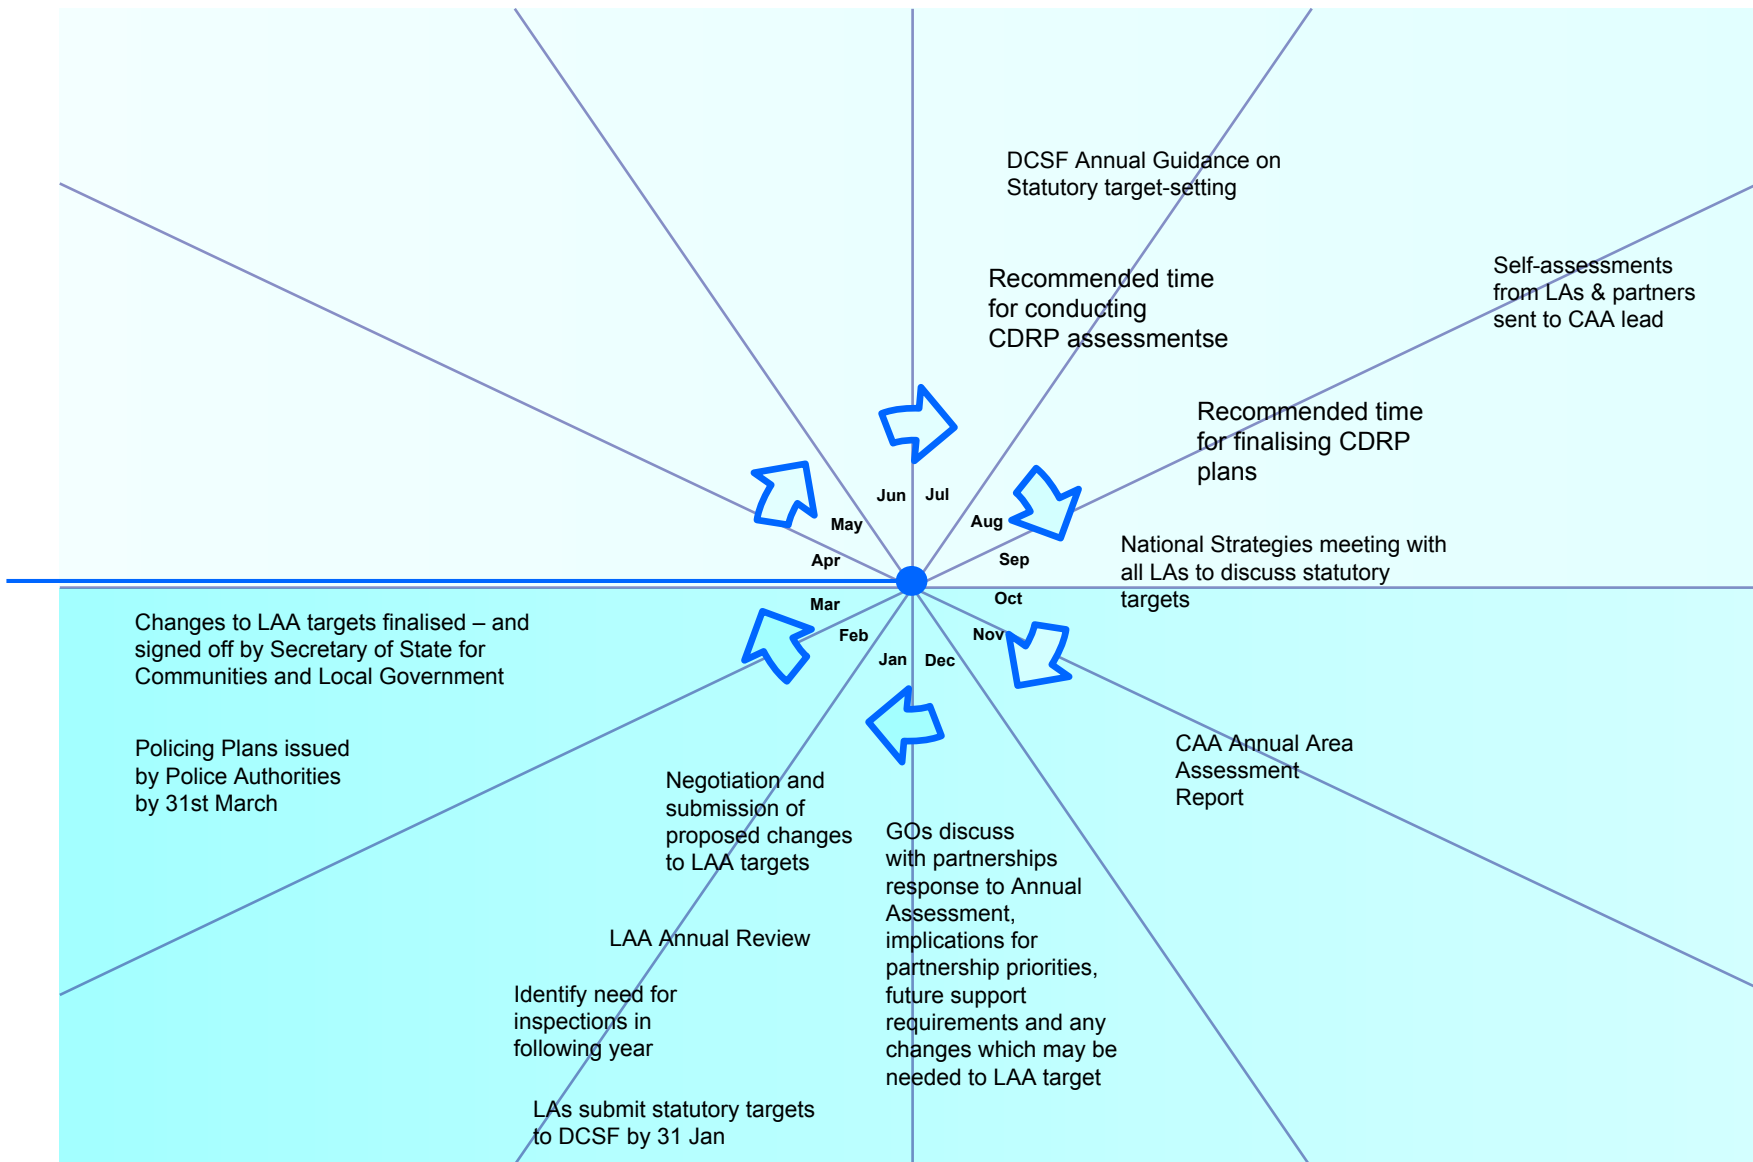 DCSF Annual Guidance on
Statutory target-setting
Recommended time
for conducting
CDRP assessmentse
Self-assessments
from LAs & partners
sent to CAA lead
Recommended time
for finalising CDRP
plans
Jun
Jul
May
Aug
Apr
Sep
National Strategies meeting with
all LAs to discuss statutory
targets
Mar
Oct
Feb
Nov
Jan
Dec
Changes to LAA targets finalised – and
signed off by Secretary of State for
Communities and Local Government
Policing Plans issued
by Police Authorities
by 31st March
Negotiation and
submission of
proposed changes
to LAA targets
CAA Annual Area
Assessment
Report
GOs discuss
with partnerships
response to Annual
Assessment,
implications for
partnership priorities,
future support
requirements and any
changes which may be
needed to LAA target
LAA Annual Review
Identify need for
inspections in
following year
LAs submit statutory targets
to DCSF by 31 Jan